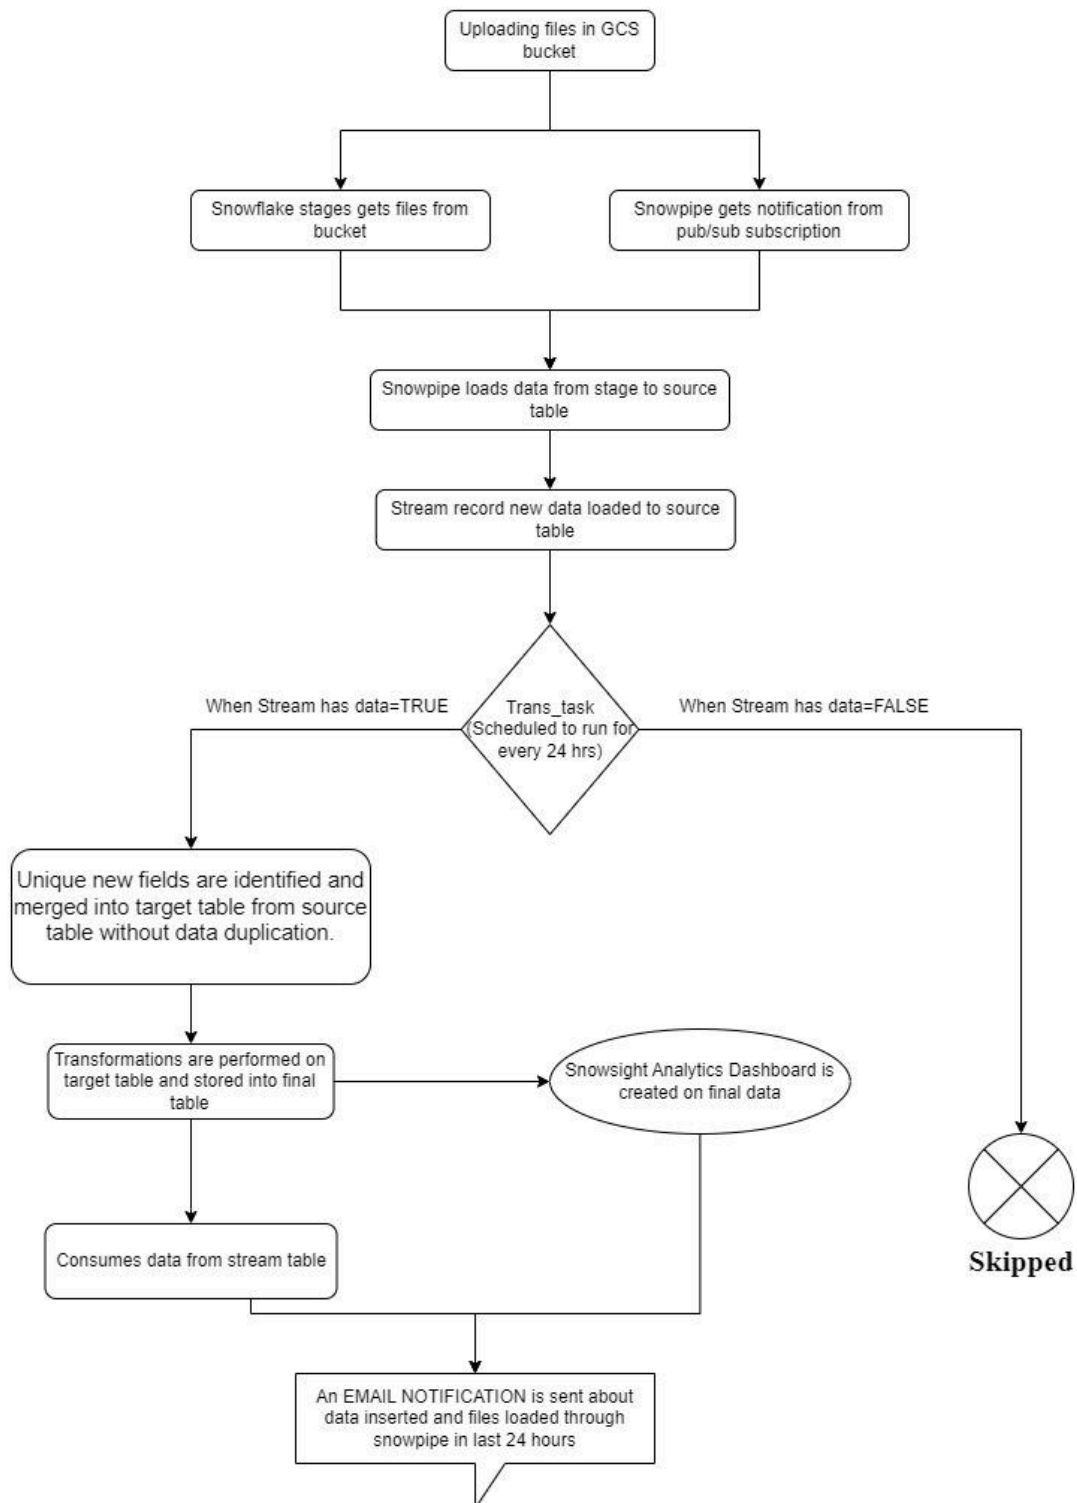 Uploading files in GCS
bucket
Snowflake stages gets files from
bucket
Snowpipe gets notification from
pub/sub subscription
Snowpipe loads data from stage to source
table
Stream record new data loaded to source
table
When Stream has data=TRUE
Trans_task
(Scheduled to run for
every 24 hrs)
When Stream has data=FALSE
Unique new fields are identified and
merged into target table from source
table without data duplication.
Transformations are performed on
target table and stored into final
table
Snowsight Analytics Dashboard is
created on final data
Consumes data from stream table
Skipped
An EMAIL NOTIFICATION is sent about
data inserted and files loaded through
snowpipe in last 24 hours